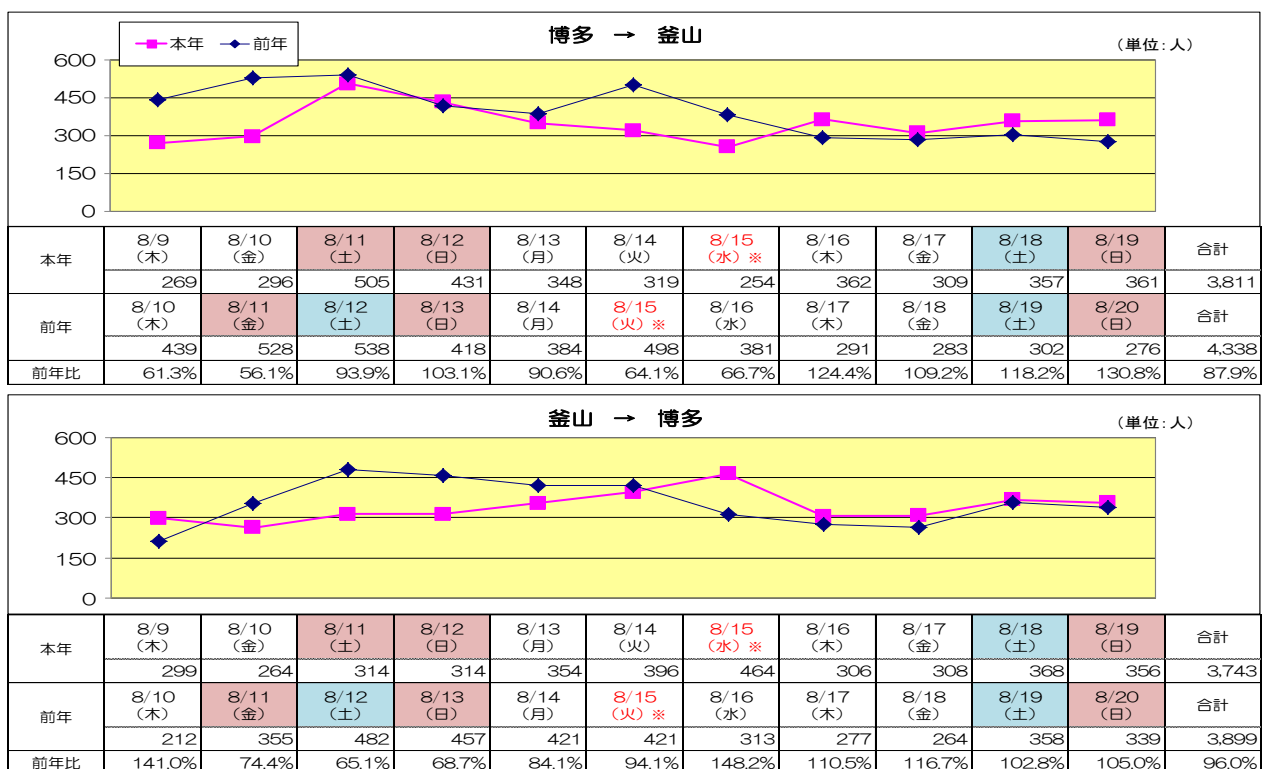 博多 → 釜山
本年 前年
(単位:人)
600
450
300
150
0
本年 8/9 (木) 8/10 (金) 8/11 (土) 8/12 (日) 8/13 (月) 8/14 (火) 8/15 (水) ※ 8/16 (木) 8/17 (金) 8/18 (土) 8/19 (日) 合計
269 296 505 431 348 319 254 362 309 357 361 3,811
前年 8/10 (木) 8/11 (金) 8/12 (土) 8/13 (日) 8/14 (月) 8/15 (火) ※ 8/16 (水) 8/17 (木) 8/18 (金) 8/19 (土) 8/20 (日) 合計
439 528 538 418 384 498 381 291 283 302 276 4,338
前年比 61.3% 56.1% 93.9% 103.1% 90.6% 64.1% 66.7% 124.4% 109.2% 118.2% 130.8% 87.9%
釜山 → 博多
(単位:人)
600
450
300
150
0
本年 8/9 (木) 8/10 (金) 8/11 (土) 8/12 (日) 8/13 (月) 8/14 (火) 8/15 (水) ※ 8/16 (木) 8/17 (金) 8/18 (土) 8/19 (日) 合計
299 264 314 314 354 396 464 306 308 368 356 3,743
前年 8/10 (木) 8/11 (金) 8/12 (土) 8/13 (日) 8/14 (月) 8/15 (火) ※ 8/16 (水) 8/17 (木) 8/18 (金) 8/19 (土) 8/20 (日) 合計
212 355 482 457 421 421 313 277 264 358 339 3,899
前年比 141.0% 74.4% 65.1% 68.7% 84.1% 94.1% 148.2% 110.5% 116.7% 102.8% 105.0% 96.0%